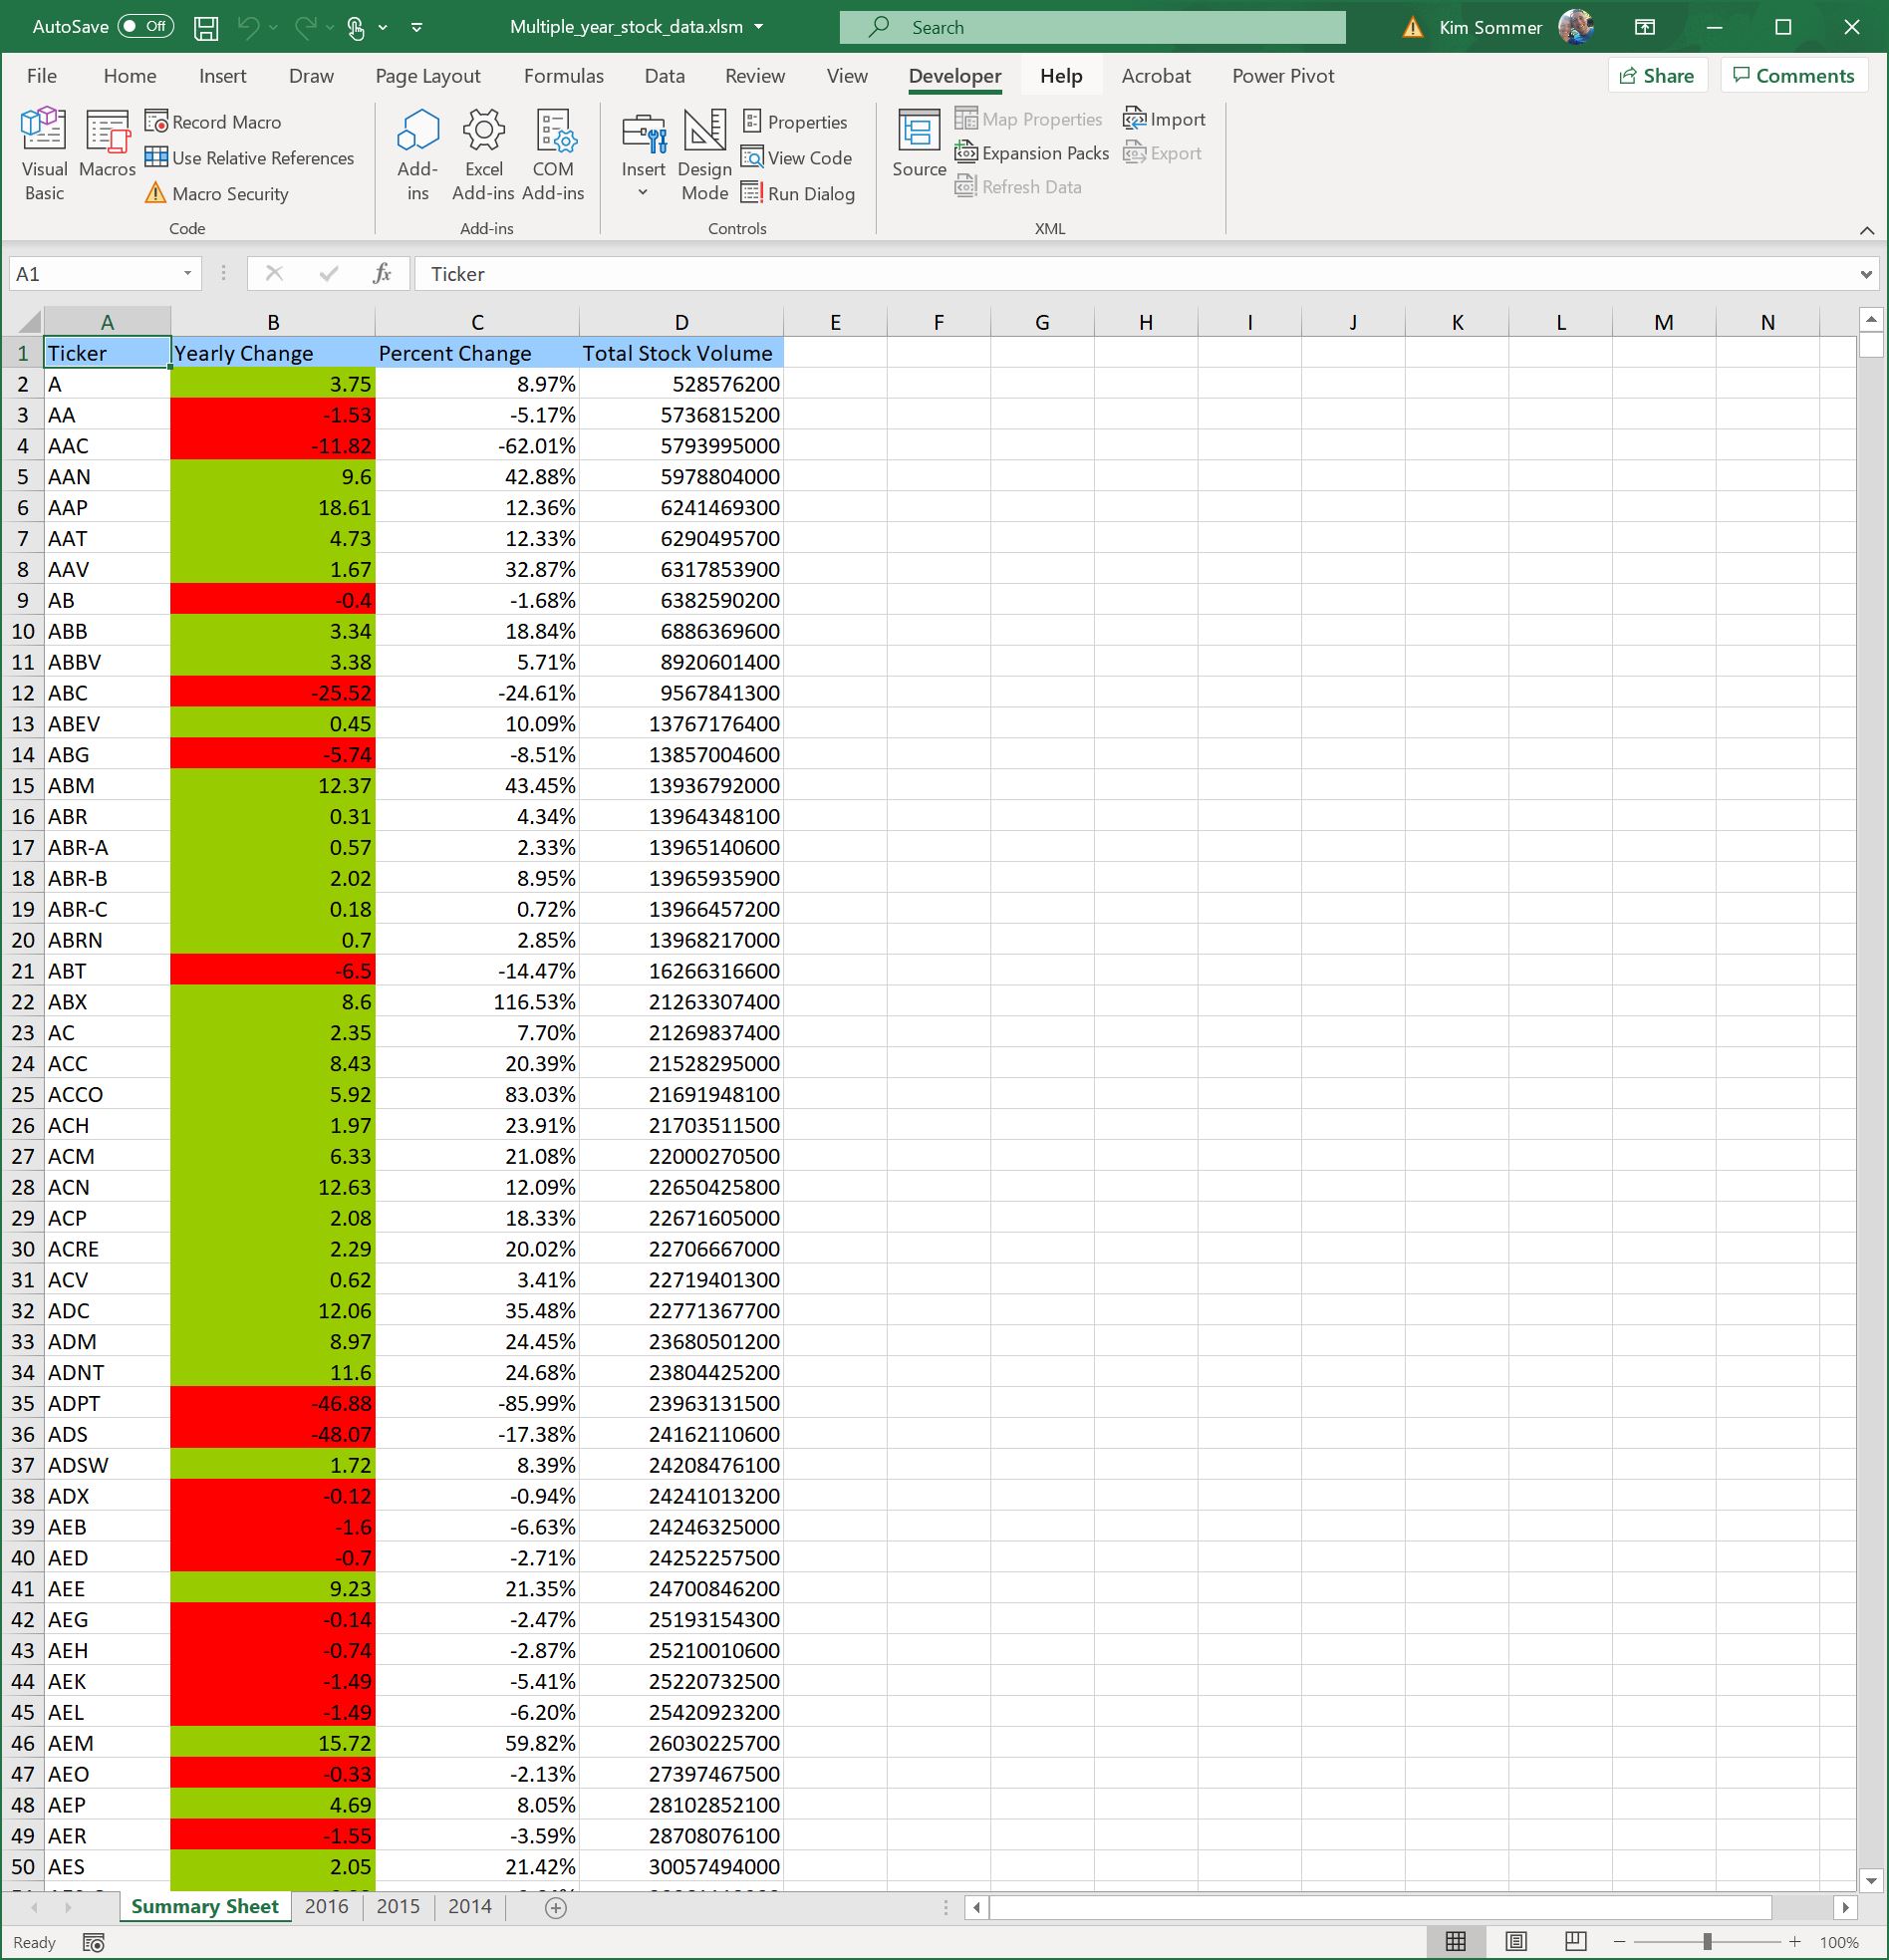 AutoSave Off Multiple_year_stock_data.xlsm Search Kim Sommer
File Home Insert Draw Page Layout Formulas Data Review View Developer Help Acrobat Power Pivot Share Comments
Visual Basic Macros Record Macro
Use Relative References
Macro Security
Code
Add-ins Excel Add-ins COM Add-ins
Add-ins
Insert Design Mode Properties
View Code
Run Dialog
Controls
Source Map Properties Import
Expansion Packs Export
Refresh Data
XML
A1 fx Ticker
A B C D E F G H I J K L M N
1 Ticker Yearly Change Percent Change Total Stock Volume
2 A 3.75 8.97% 528576200
3 AA -1.53 -5.17% 5736815200
4 AAC -11.82 -62.01% 5793995000
5 AAN 9.6 42.88% 5978804000
6 AAP 18.61 12.36% 6241469300
7 AAT 4.73 12.33% 6290495700
8 AAV 1.67 32.87% 6317853900
9 AB -0.4 -1.68% 6382590200
10 ABB 3.34 18.84% 6886369600
11 ABBV 3.38 5.71% 8920601400
12 ABC -25.52 -24.61% 9567841300
13 ABEV 0.45 10.09% 13767176400
14 ABG -5.74 -8.51% 13857004600
15 ABM 12.37 43.45% 13936792000
16 ABR 0.31 4.34% 13964348100
17 ABR-A 0.57 2.33% 13965140600
18 ABR-B 2.02 8.95% 13965935900
19 ABR-C 0.18 0.72% 13966457200
20 ABRN 0.7 2.85% 13968217000
21 ABT -6.5 -14.47% 16266316600
22 ABX 8.6 116.53% 21263307400
23 AC 2.35 7.70% 21269837400
24 ACC 8.43 20.39% 21528295000
25 ACCO 5.92 83.03% 21691948100
26 ACH 1.97 23.91% 21703511500
27 ACM 6.33 21.08% 22000270500
28 ACN 12.63 12.09% 22650425800
29 ACP 2.08 18.33% 22671605000
30 ACRE 2.29 20.02% 22706667000
31 ACV 0.62 3.41% 22719401300
32 ADC 12.06 35.48% 22771367700
33 ADM 8.97 24.45% 23680501200
34 ADNT 11.6 24.68% 23804425200
35 ADPT -46.88 -85.99% 23963131500
36 ADS -48.07 -17.38% 24162110600
37 ADSW 1.72 8.39% 24208476100
38 ADX -0.12 -0.94% 24241013200
39 AEB -1.6 -6.63% 24246325000
40 AED -0.7 -2.71% 24252257500
41 AEE 9.23 21.35% 24700846200
42 AEG -0.14 -2.47% 25193154300
43 AEH -0.74 -2.87% 25210010600
44 AEK -1.49 -5.41% 25220732500
45 AEL -1.49 -6.20% 25420923200
46 AEM 15.72 59.82% 26030225700
47 AEO -0.33 -2.13% 27397467500
48 AEP 4.69 8.05% 28102852100
49 AER -1.55 -3.59% 28708076100
50 AES 2.05 21.42% 30057494000
Summary Sheet 2016 2015 2014
Ready 100%